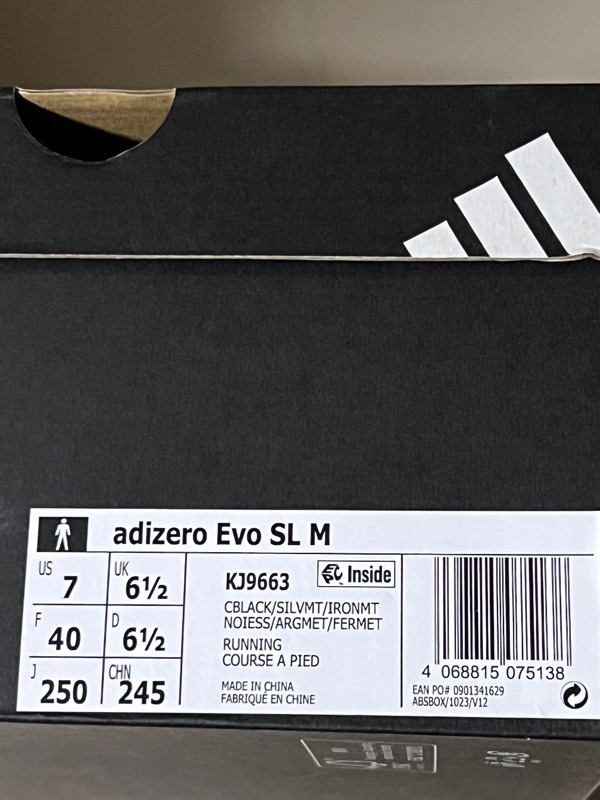 adizero Evo SL M
US 7
UK 6½
F 40
D 6½
J 250
CHN 245
KJ9663
Inside
CBLACK/SILVMT/IRONMT
NOIESS/ARGMET/FERMET
RUNNING
COURSE A PIED
MADE IN CHINA
FABRIQUÉ EN CHINE
4 068815 075138
EAN PO# 0901341629
ABSBOX/1023/V12